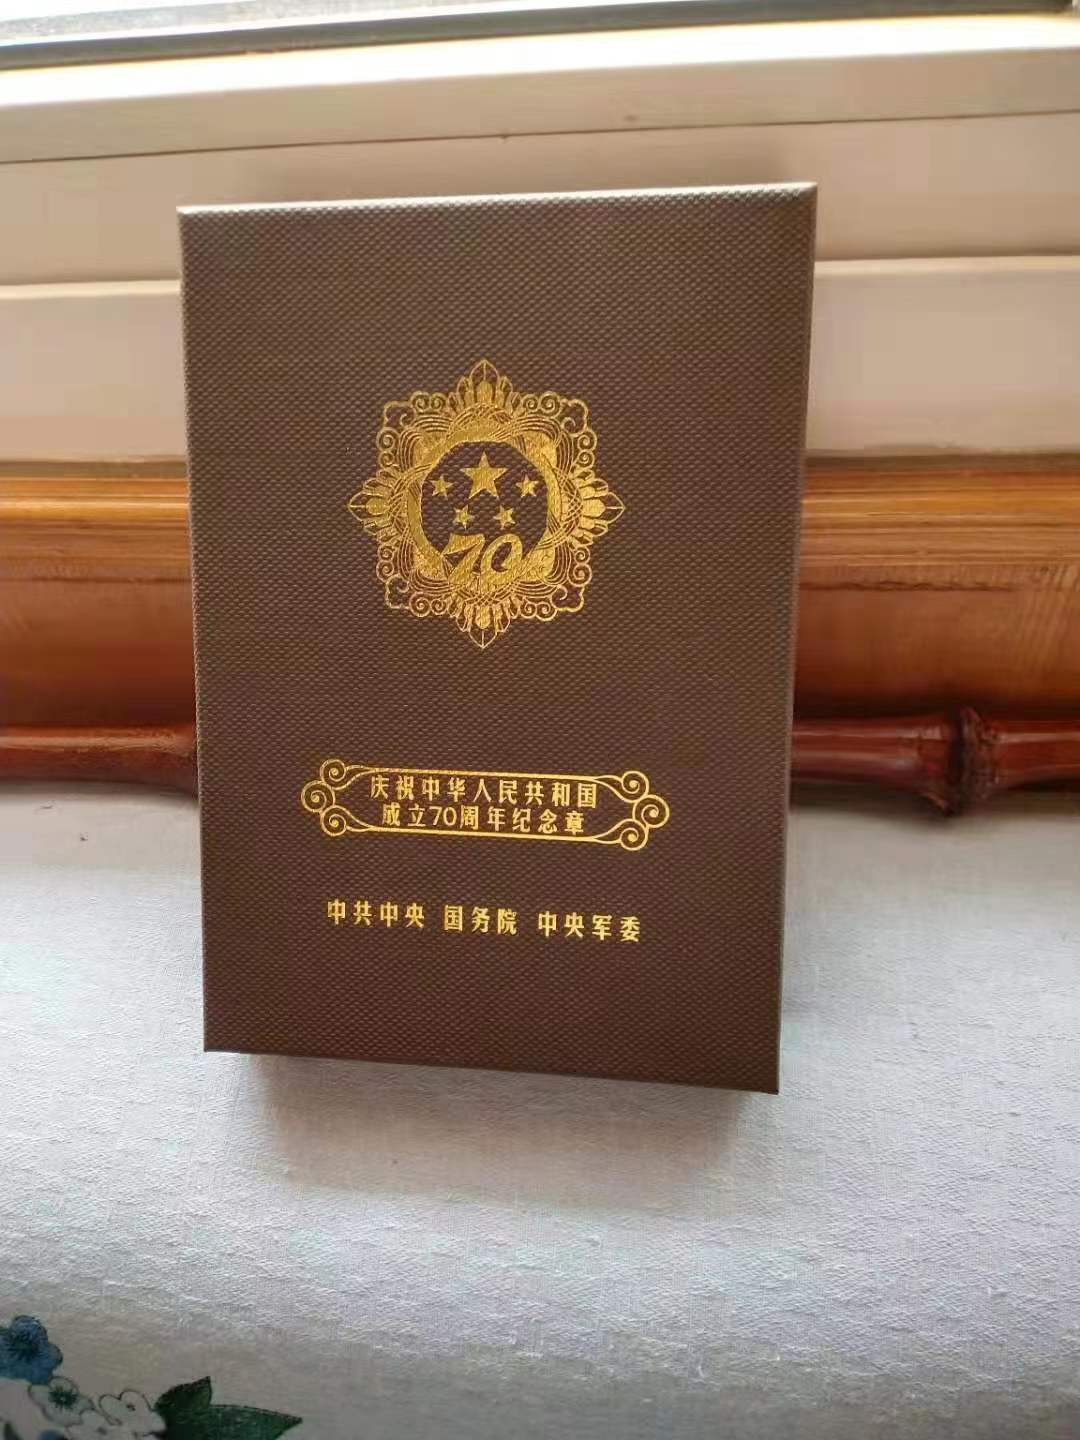 70
庆祝中华人民共和国
成立70周年纪念章
中共中央 国务院 中央军委